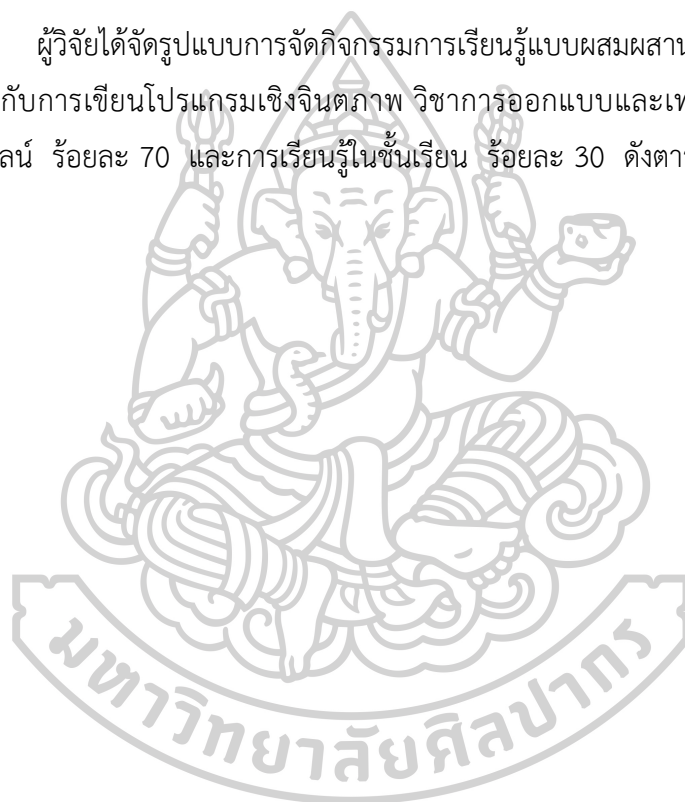 ผู้วิจัยได้จัดรูปแบบการจัดกิจกรรมการเรียนรู้แบบผสมผสาน
กับการเขียนโปรแกรมเชิงจินตภาพ วิชาการออกแบบและเท
ลน์ ร้อยละ 70 และการเรียนรู้ในชั้นเรียน ร้อยละ 30 ดังตาร
มหาวิทยาลัยศิลปากร